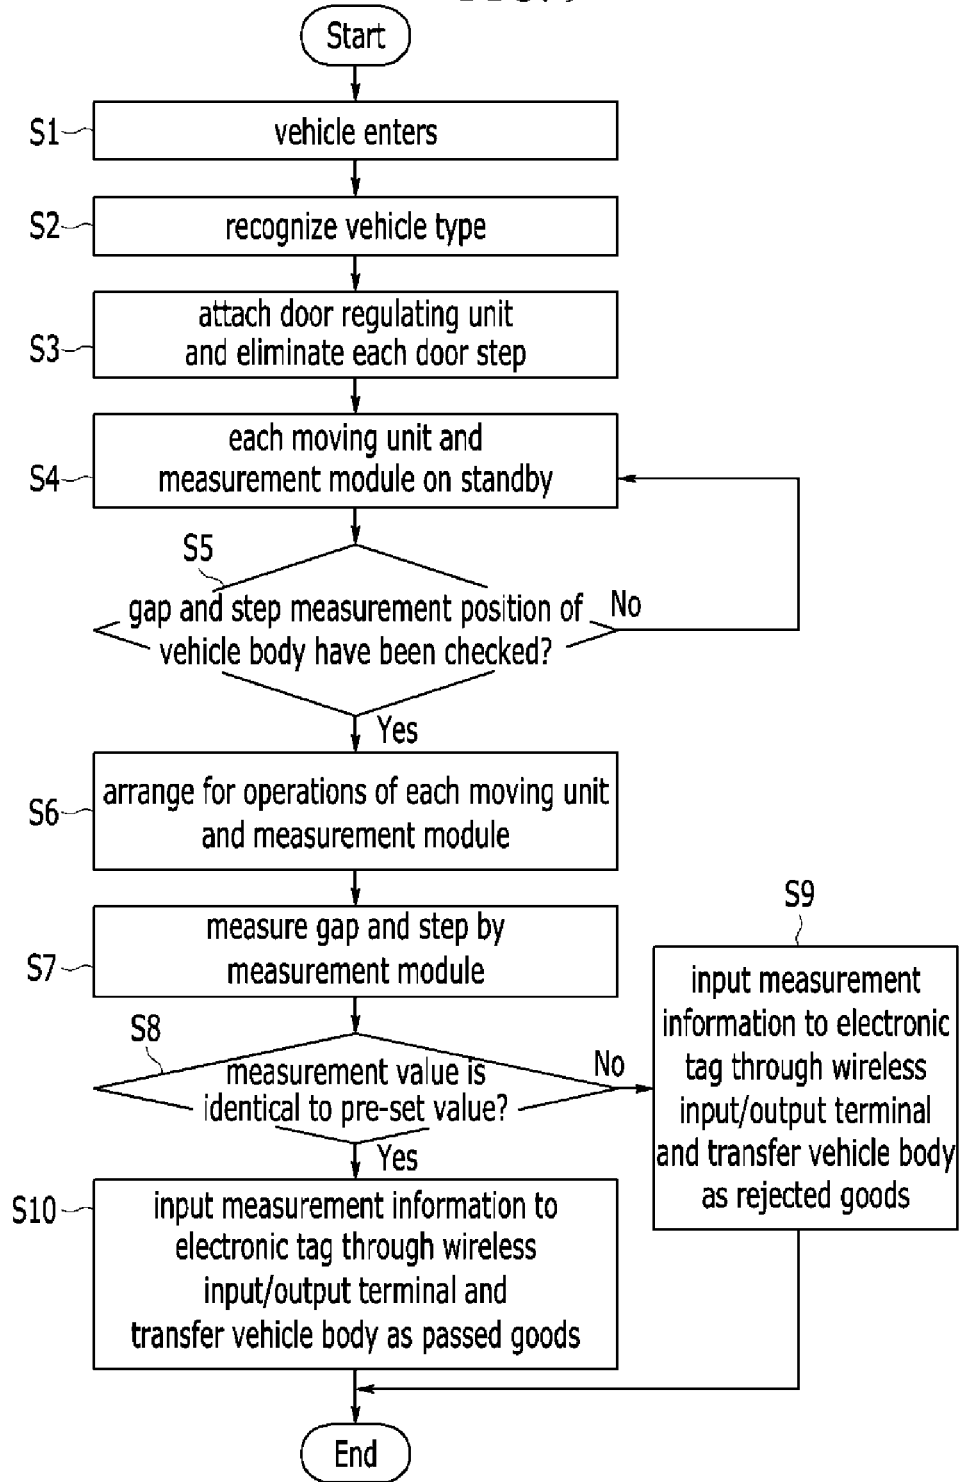 Start
S1
vehicle enters
S2
recognize vehicle type
S3
attach door regulating unit
and eliminate each door step
S4
each moving unit and
measurement module on standby
S5
gap and step measurement position of
vehicle body have been checked?
No
Yes
S6
arrange for operations of each moving unit
and measurement module
S7
measure gap and step by
measurement module
S8
measurement value is
identical to pre-set value?
No
Yes
S9
input measurement
information to electronic
tag through wireless
input/output terminal
and transfer vehicle body
as rejected goods
S10
input measurement information to
electronic tag through wireless
input/output terminal and
transfer vehicle body as passed goods
End